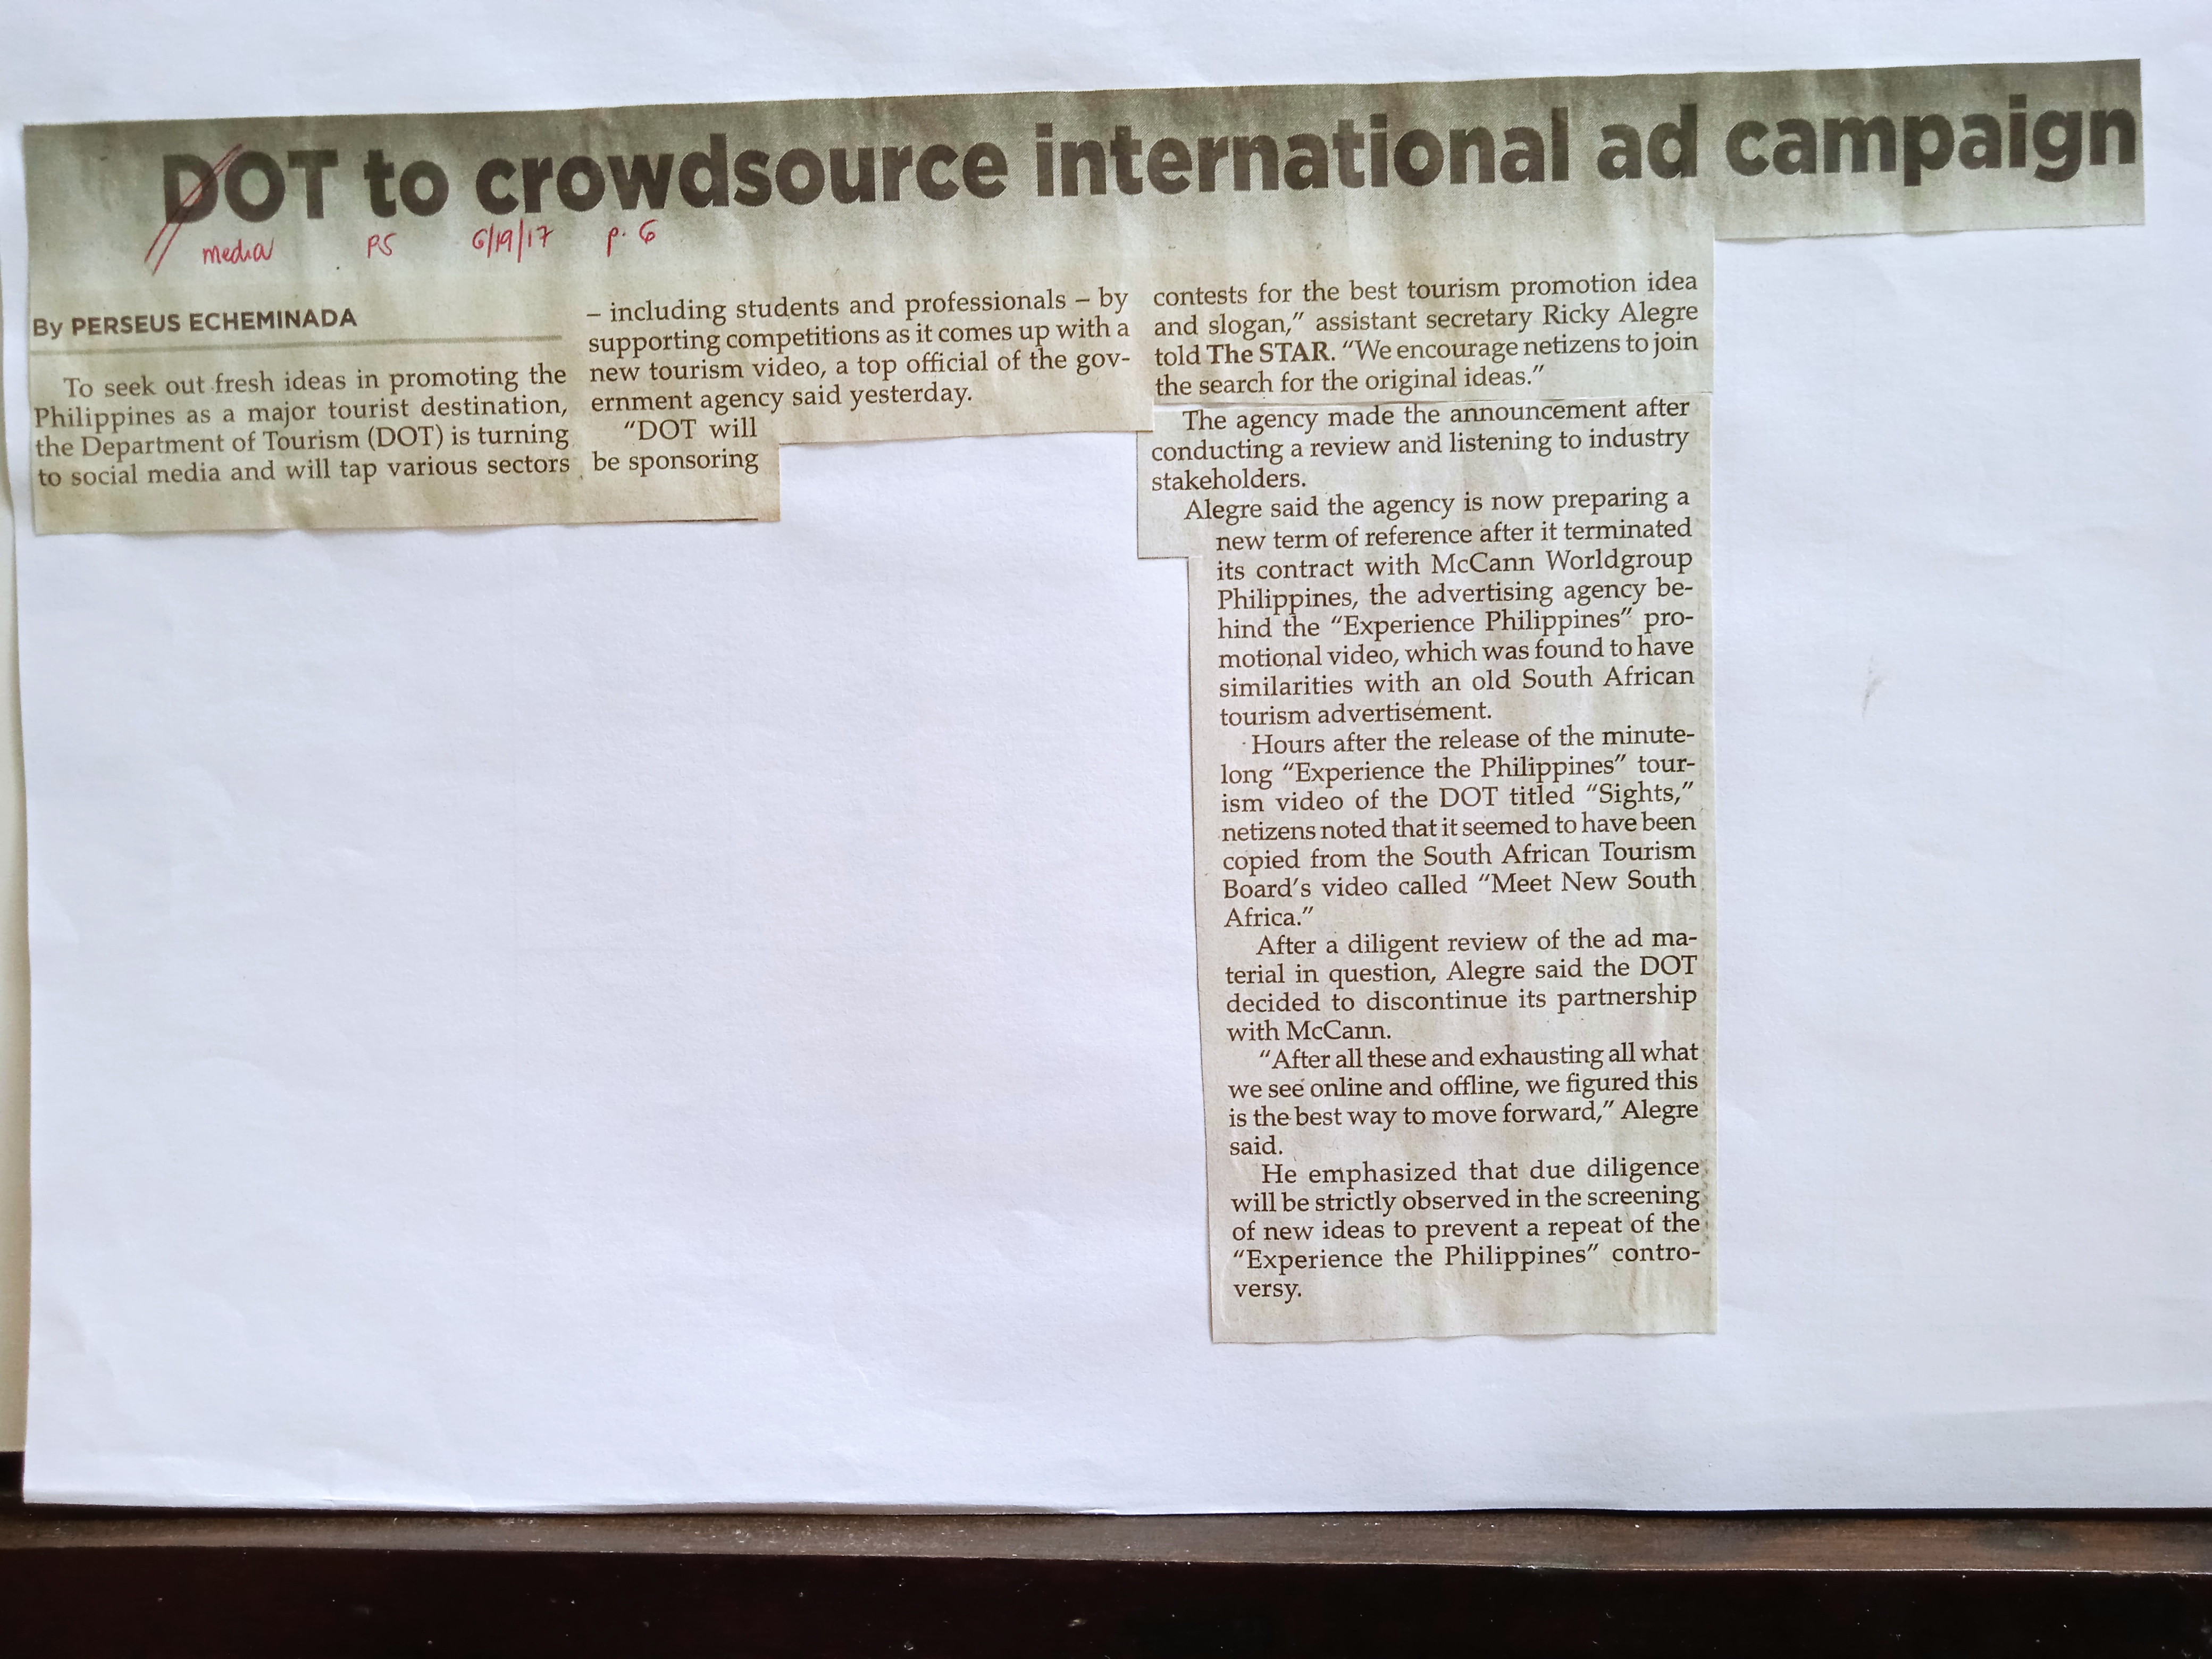 DOT to crowdsource international ad campaign
media PS 6/19/17 p. 6
By PERSEUS ECHEMINADA
To seek out fresh ideas in promoting the
Philippines as a major tourist destination,
the Department of Tourism (DOT) is turning
to social media and will tap various sectors
– including students and professionals – by
supporting competitions as it comes up with a
new tourism video, a top official of the gov-
ernment agency said yesterday.
“DOT will
be sponsoring
contests for the best tourism promotion idea
and slogan,” assistant secretary Ricky Alegre
told The STAR. “We encourage netizens to join
the search for the original ideas.”
The agency made the announcement after
conducting a review and listening to industry
stakeholders.
Alegre said the agency is now preparing a
new term of reference after it terminated
its contract with McCann Worldgroup
Philippines, the advertising agency be-
hind the “Experience Philippines” pro-
motional video, which was found to have
similarities with an old South African
tourism advertisement.
Hours after the release of the minute-
long “Experience the Philippines” tour-
ism video of the DOT titled “Sights,”
netizens noted that it seemed to have been
copied from the South African Tourism
Board’s video called “Meet New South
Africa.”
After a diligent review of the ad ma-
terial in question, Alegre said the DOT
decided to discontinue its partnership
with McCann.
“After all these and exhausting all what
we see online and offline, we figured this
is the best way to move forward,” Alegre
said.
He emphasized that due diligence
will be strictly observed in the screening
of new ideas to prevent a repeat of the
“Experience the Philippines” contro-
versy.